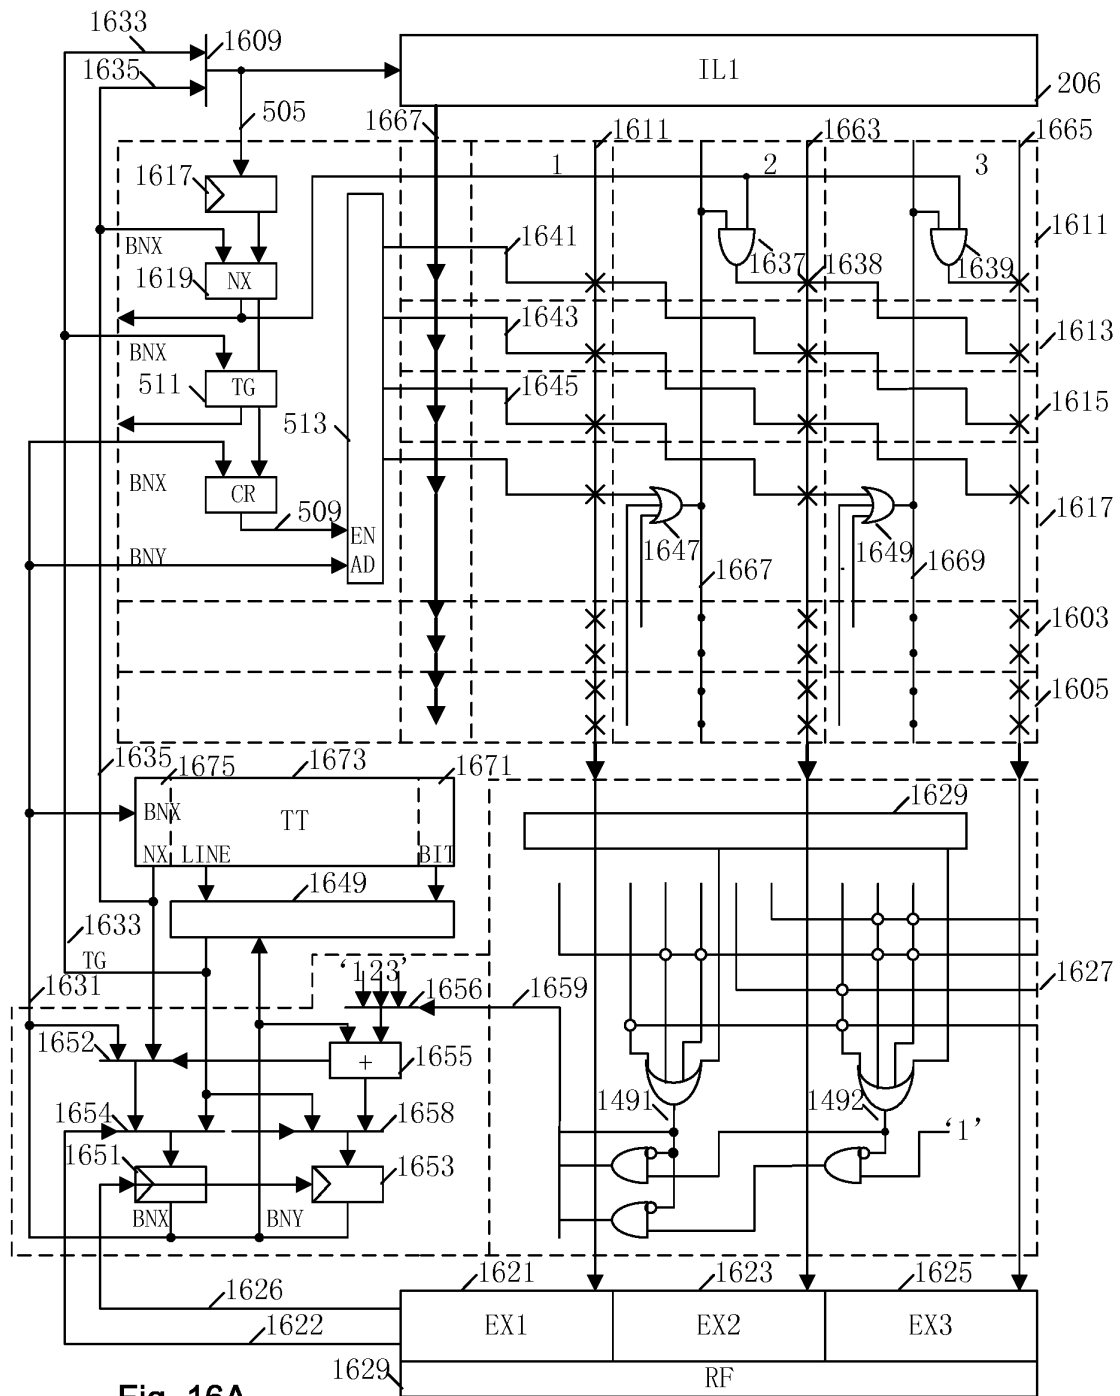 1633
1609
1635
IL1
206
505
1667
1611
1663
1665
1
2
3
1617
1611
1641
1637
1638
1639
BNX
NX
1619
1643
1613
BNX
511
TG
1645
1615
513
BNX
CR
509
EN
1647
1649
1617
BNY
AD
1667
1669
1603
1605
1635
1675
1673
1671
1629
BNX
TT
NX
LINE
BIT
1649
1633
TG
'123'
1627
1631
1656
1659
1652
+
1655
1491
1492
'1'
1654
1658
1651
1653
BNX
BNY
1621
1623
1625
1626
EX1
EX2
EX3
1622
1629
RF
Fig. 16A